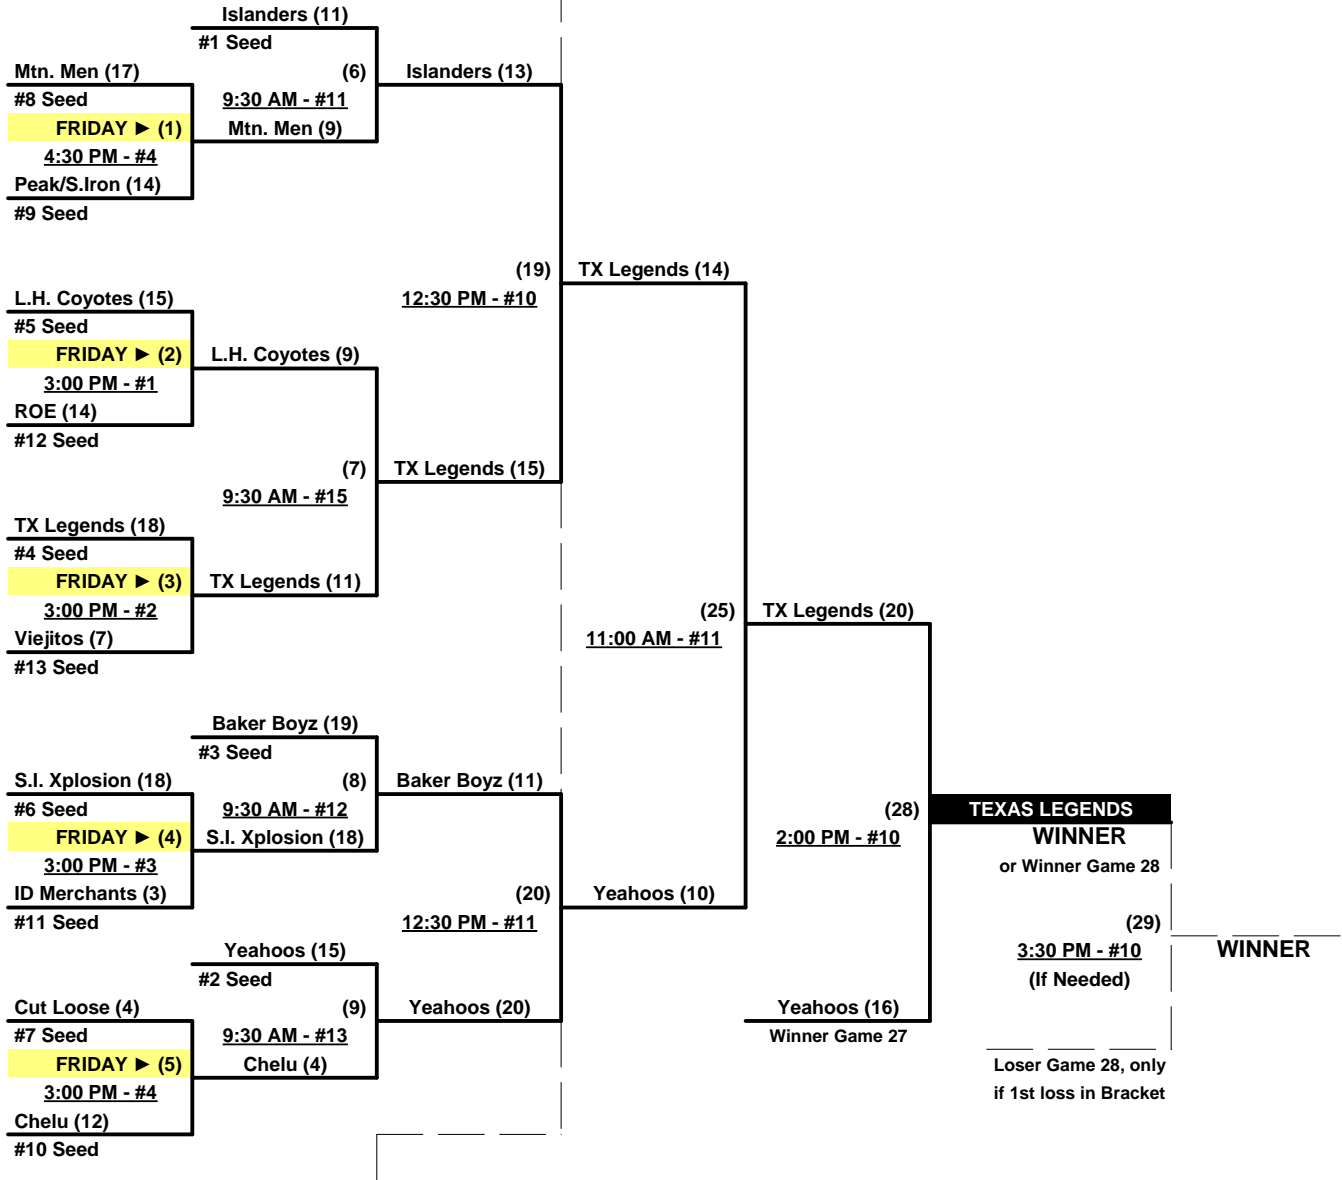 Islanders (11)
#1 Seed
Mtn. Men (17)
(6)
Islanders (13)
#8 Seed
9:30 AM - #11
FRIDAY ► (1)
Mtn. Men (9)
4:30 PM - #4
Peak/S.Iron (14)
#9 Seed
(19)
TX Legends (14)
L.H. Coyotes (15)
12:30 PM - #10
#5 Seed
FRIDAY ► (2)
L.H. Coyotes (9)
3:00 PM - #1
ROE (14)
#12 Seed
(7)
TX Legends (15)
9:30 AM - #15
TX Legends (18)
#4 Seed
FRIDAY ► (3)
TX Legends (11)
3:00 PM - #2
(25)
TX Legends (20)
Viejitos (7)
11:00 AM - #11
#13 Seed
Baker Boyz (19)
#3 Seed
S.I. Xplosion (18)
(8)
Baker Boyz (11)
#6 Seed
9:30 AM - #12
(28)
TEXAS LEGENDS
FRIDAY ► (4)
S.I. Xplosion (18)
2:00 PM - #10
WINNER
3:00 PM - #3
or Winner Game 28
ID Merchants (3)
(20)
Yeahoos (10)
#11 Seed
12:30 PM - #11
(29)
Yeahoos (15)
3:30 PM - #10
WINNER
#2 Seed
(If Needed)
Cut Loose (4)
(9)
Yeahoos (20)
Yeahoos (16)
#7 Seed
9:30 AM - #13
Winner Game 27
FRIDAY ► (5)
Chelu (4)
Loser Game 28, only
3:00 PM - #4
if 1st loss in Bracket
Chelu (12)
#10 Seed